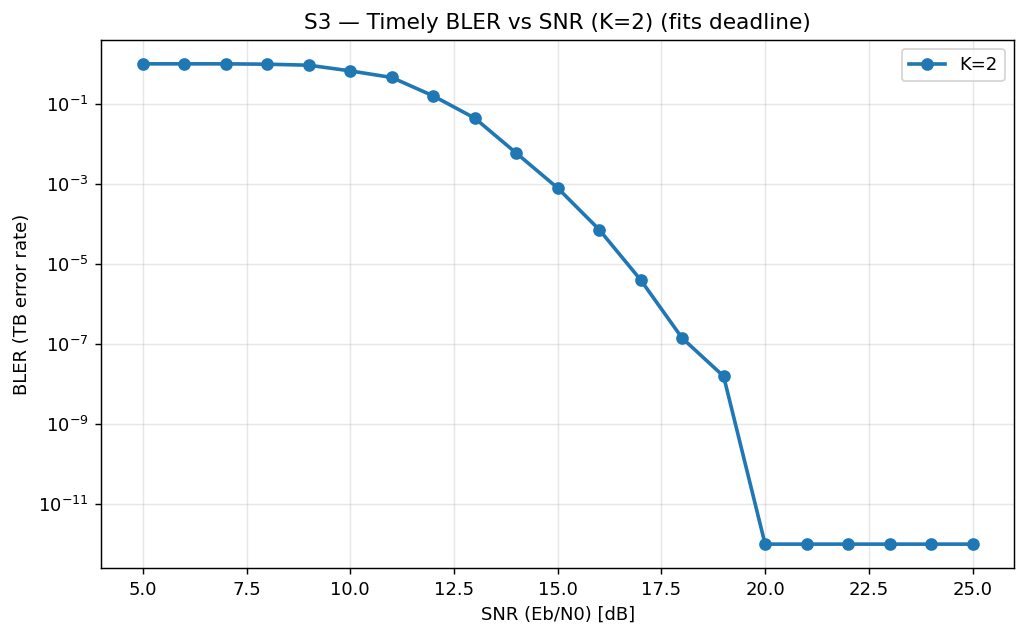 S3 — Timely BLER vs SNR (K=2) (fits deadline)
K=2
BLER (TB error rate)
10⁻¹
10⁻³
10⁻⁵
10⁻⁷
10⁻⁹
10⁻¹¹
5.0 7.5 10.0 12.5 15.0 17.5 20.0 22.5 25.0
SNR (Eb/N0) [dB]